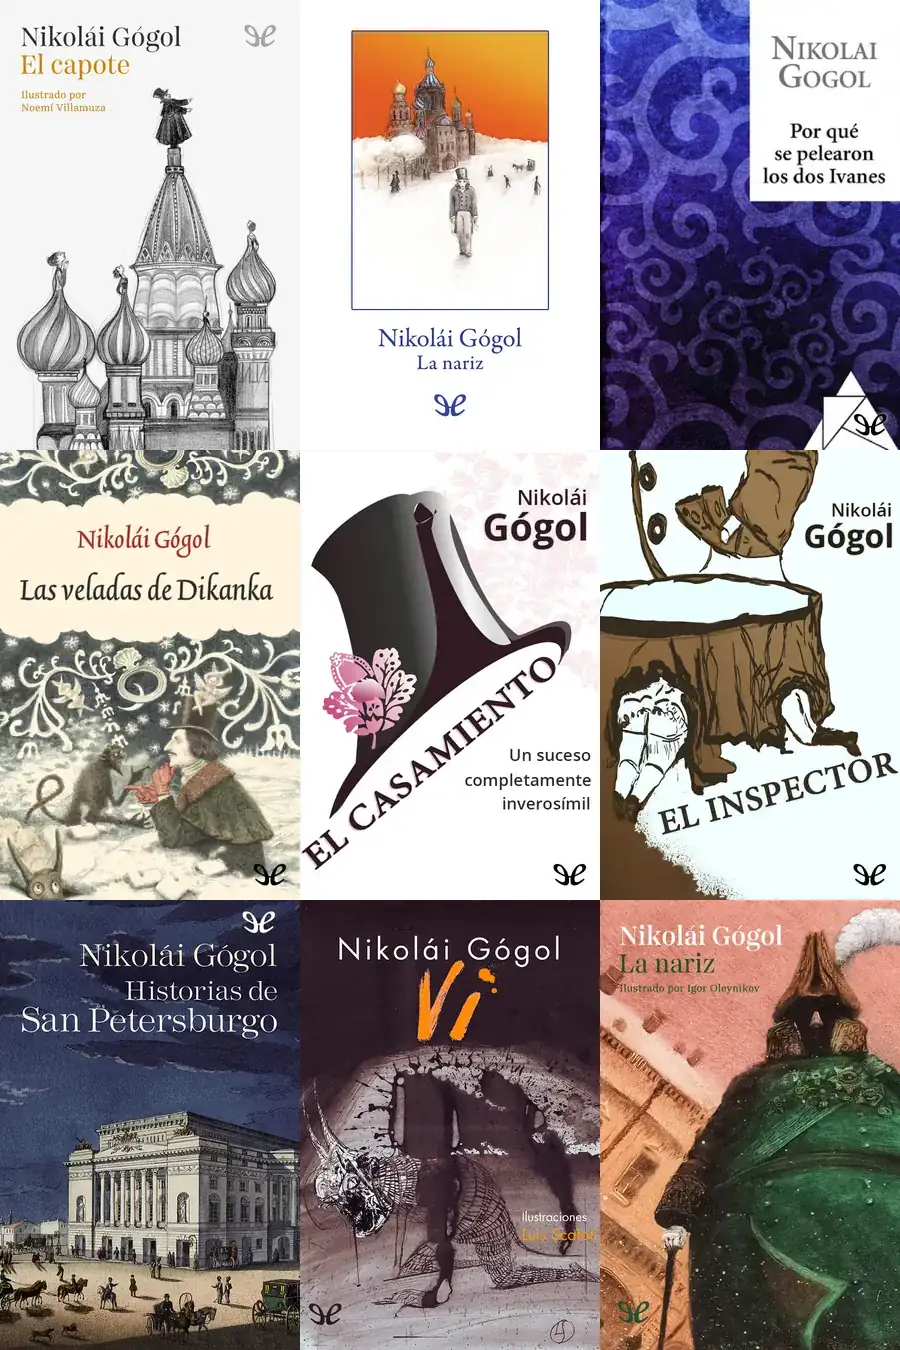 Nikolái Gógol
El capote
Ilustrado por
Noemí Villamuza
Nikolái Gógol
La nariz
NIKOLAI
GOGOL
Por qué
se pelearon
los dos Ivanes
Nikolái Gógol
Las veladas de Dikanka
Nikolái
Gógol
EL CASAMIENTO
Un suceso
completamente
inverosímil
Nikolái
Gógol
EL INSPECTOR
Nikolái Gógol
Historias de
San Petersburgo
Nikolái Gógol
Vi
Ilustraciones
Luis Scafati
Nikolái Gógol
La nariz
Ilustrado por Igor Oleynikov